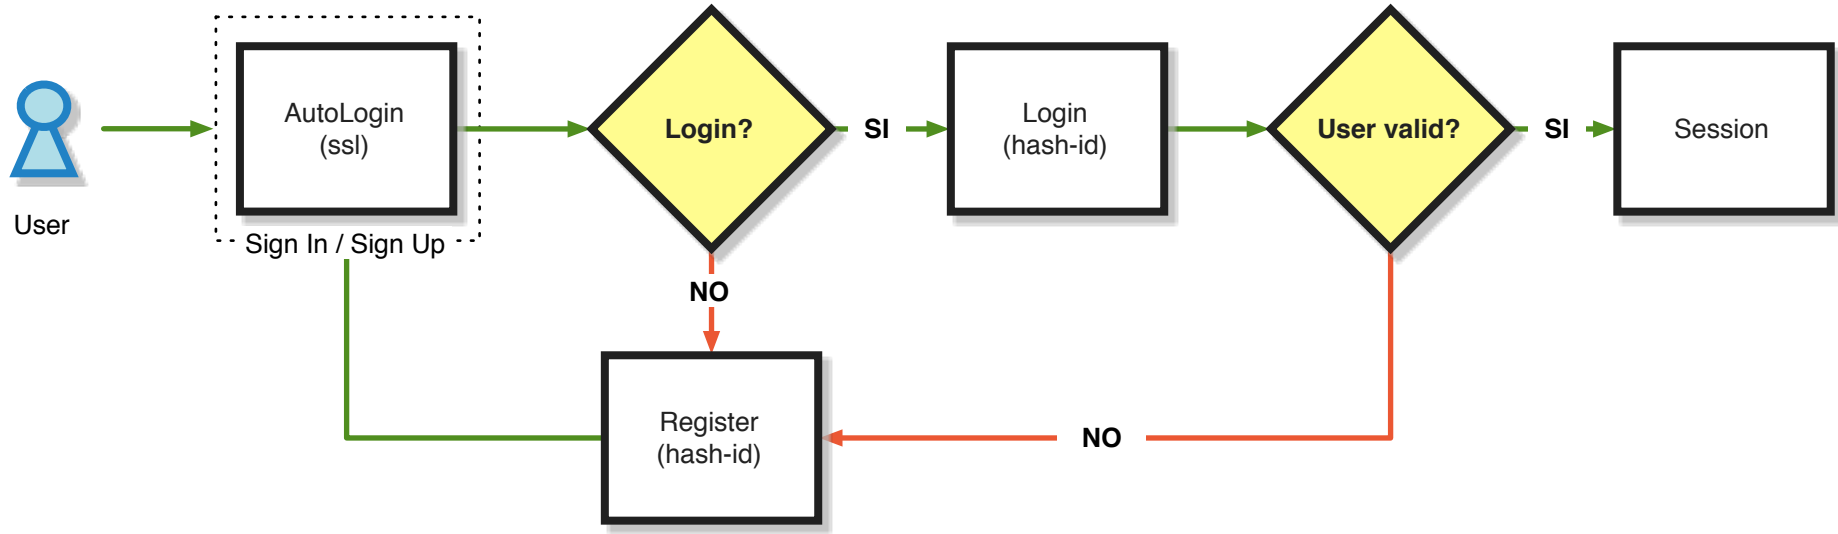 User
AutoLogin
(ssl)
Sign In / Sign Up
Login?
SI
Login
(hash-id)
User valid?
SI
Session
NO
Register
(hash-id)
NO